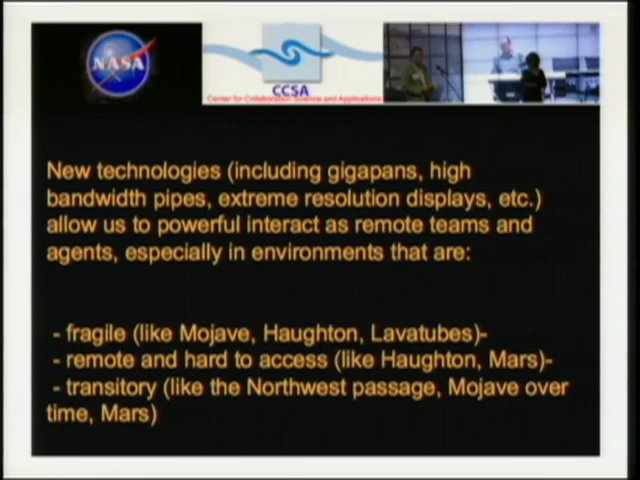 NASA
CCSA
Center for Collaboration Science and Applications
New technologies (including gigapans, high
bandwidth pipes, extreme resolution displays, etc.)
allow us to powerful interact as remote teams and
agents, especially in environments that are:
- fragile (like Mojave, Haughton, Lavatubes)-
- remote and hard to access (like Haughton, Mars)-
- transitory (like the Northwest passage, Mojave over
time, Mars)